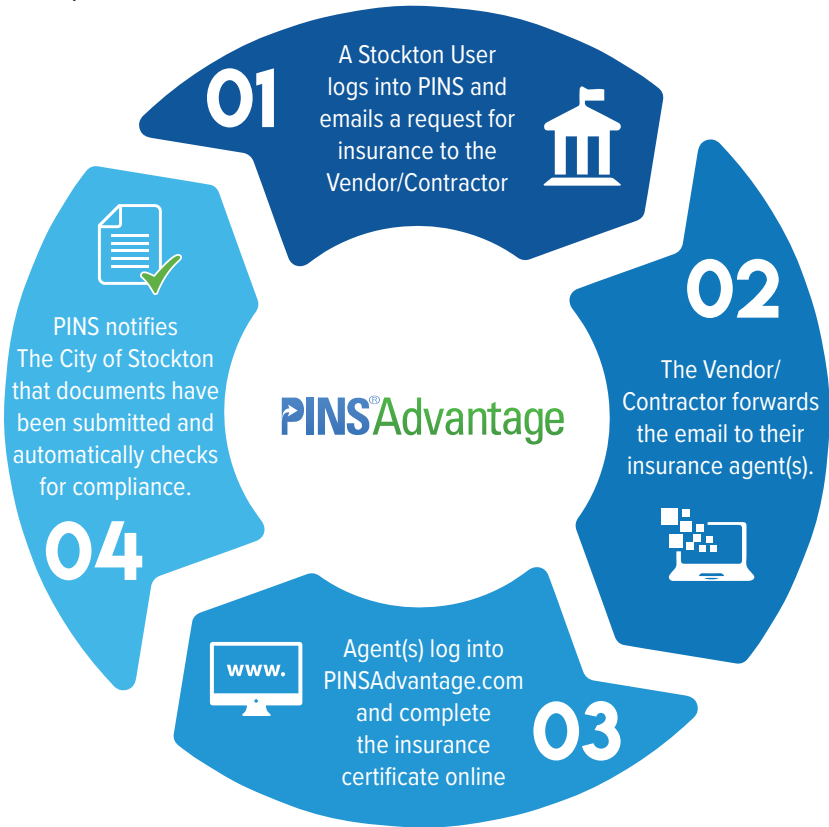 01
A Stockton User
logs into PINS and
emails a request for
insurance to the
Vendor/Contractor
02
The Vendor/
Contractor forwards
the email to their
insurance agent(s).
www.
Agent(s) log into
PINSAdvantage.com
and complete
the insurance
certificate online
03
PINS notifies
The City of Stockton
that documents have
been submitted and
automatically checks
for compliance.
04
PINS®Advantage